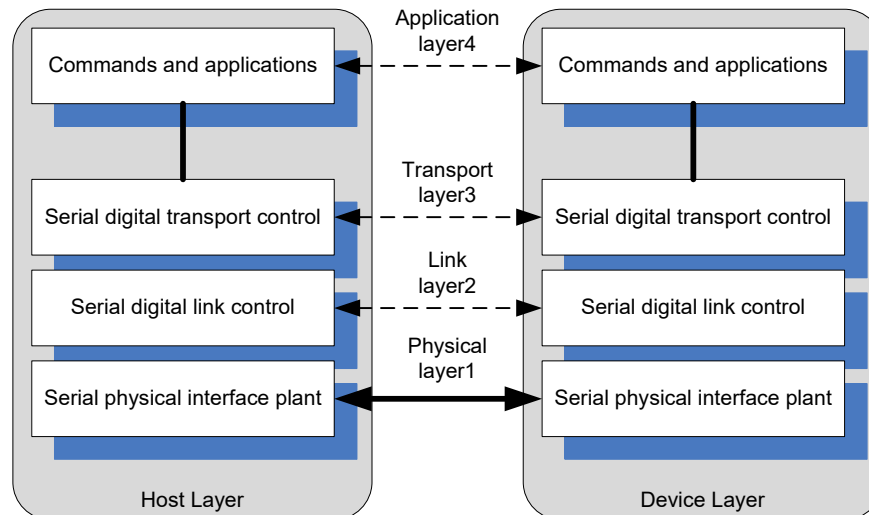 Application
layer4
Commands and applications
Commands and applications
Transport
layer3
Serial digital transport control
Serial digital transport control
Link
layer2
Serial digital link control
Serial digital link control
Physical
layer1
Serial physical interface plant
Serial physical interface plant
Host Layer
Device Layer